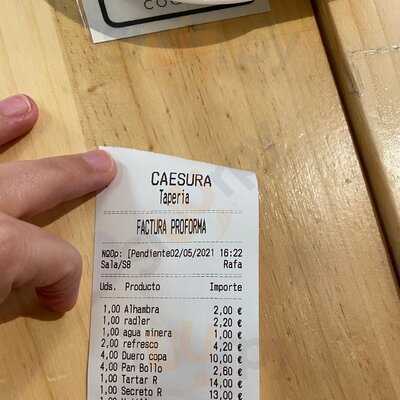 CAESURA
Taperia
FACTURA PROFORMA
NºOp: [Pendiente02/05/2021 16:22
Sala/S8 Rafa
Uds. Producto Importe
1,00 Alhambra 2,00 €
1,00 radler 2,20 €
1,00 agua minera 1,00 €
2,00 refresco 4,20 €
4,00 Duero copa 10,00 €
4,00 Pan Bollo 2,60 €
1,00 Tartar R 14,00 €
1,00 Secreto R 13,00 €